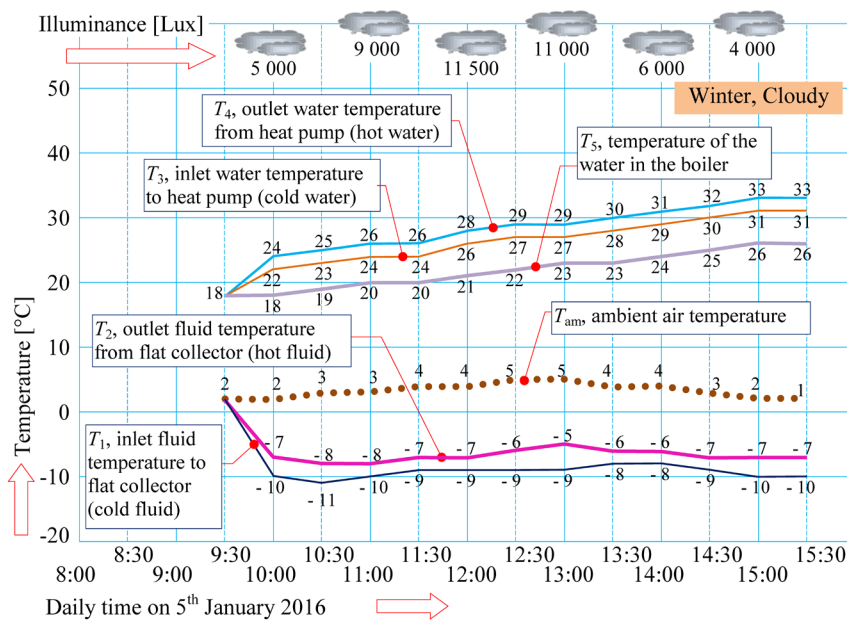 Illuminance [Lux]
5 000
9 000
11 500
11 000
6 000
4 000
Winter, Cloudy
T4, outlet water temperature
from heat pump (hot water)
T5, temperature of the
water in the boiler
T3, inlet water temperature
to heat pump (cold water)
T2, outlet fluid temperature
from flat collector (hot fluid)
Tam, ambient air temperature
T1, inlet fluid
temperature to
flat collector
(cold fluid)
Temperature [°C]
50
40
30
20
10
0
-10
-20
18
24 25 26 26 28 29 29 30 31 32 33 33
22 23 24 24 26 27 27 28 29 30 31 31
18 19 20 20 21 22 23 23 24 25 26 26
2 2 3 3 4 4 5 5 4 4 3 2 1
-7 -8 -8 -7 -7 -6 -5 -6 -6 -7 -7 -7
-10 -11 -10 -9 -9 -9 -9 -8 -8 -9 -10 -10
8:30 9:30 10:30 11:30 12:30 13:30 14:30 15:30
8:00 9:00 10:00 11:00 12:00 13:00 14:00 15:00
Daily time on 5th January 2016